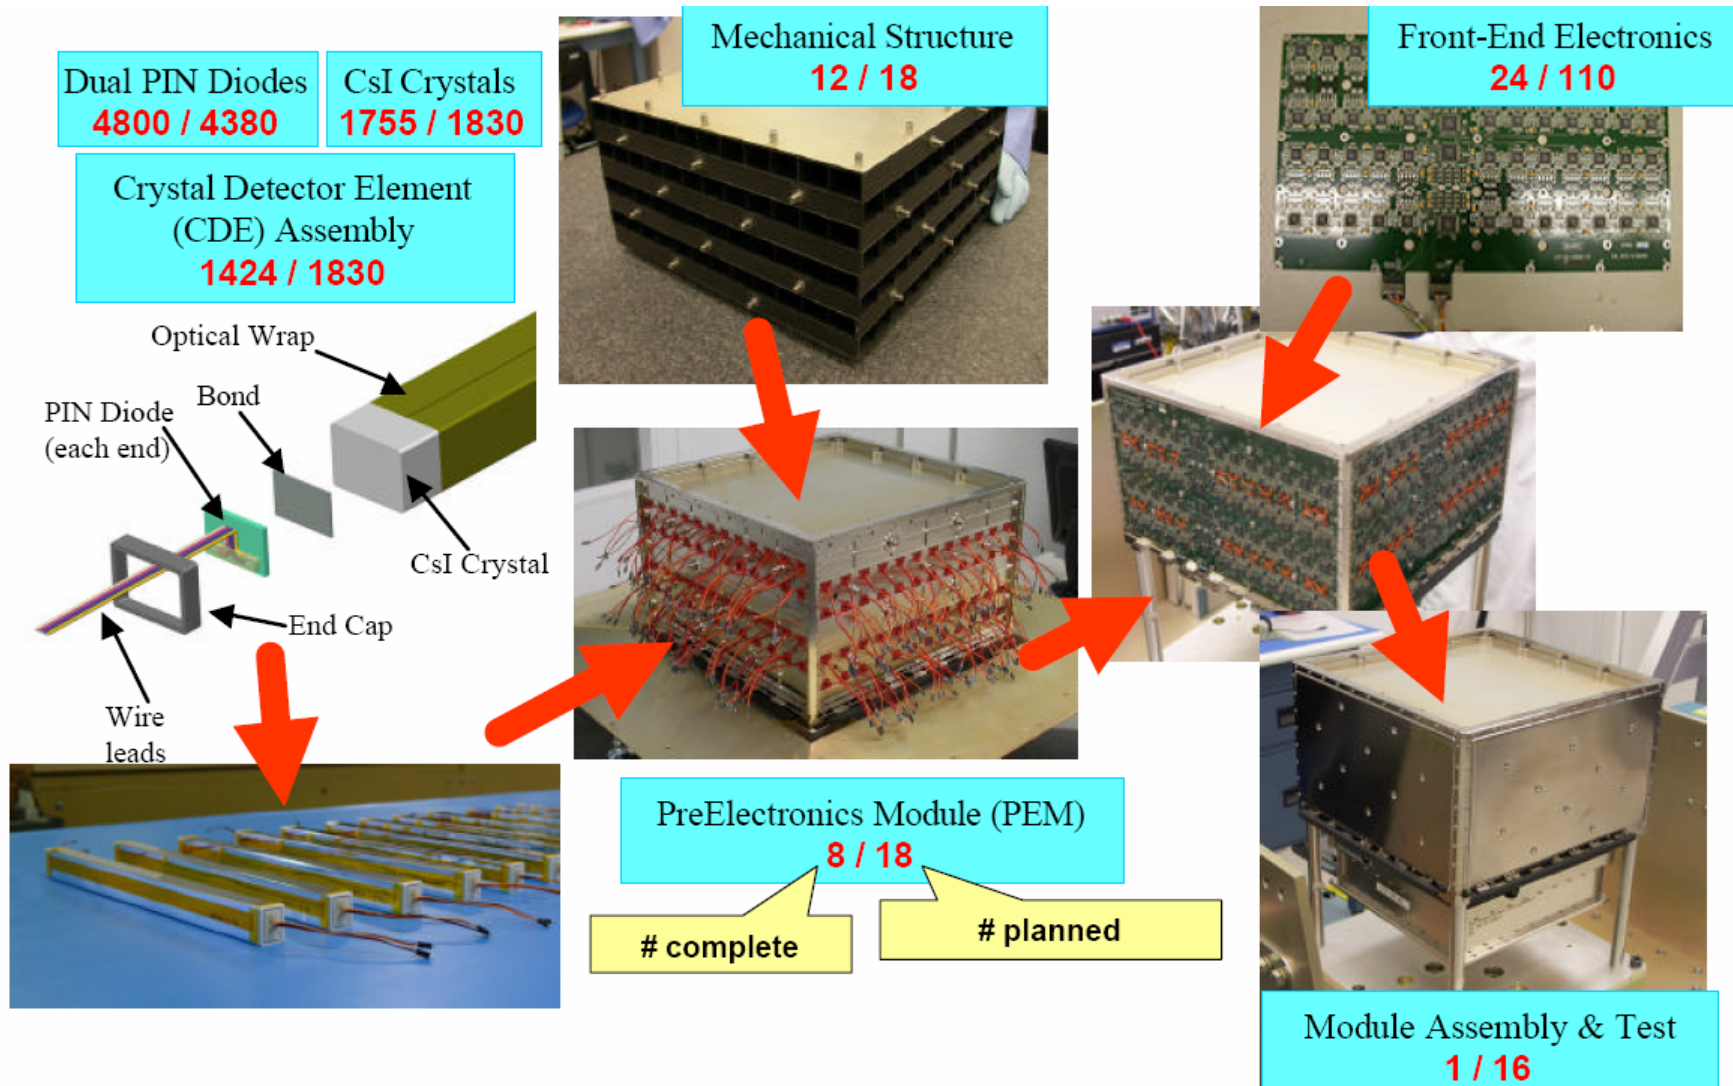 Dual PIN Diodes
4800 / 4380
CsI Crystals
1755 / 1830
Crystal Detector Element
(CDE) Assembly
1424 / 1830
Mechanical Structure
12 / 18
Front-End Electronics
24 / 110
Optical Wrap
Bond
PIN Diode
(each end)
CsI Crystal
End Cap
Wire
leads
PreElectronics Module (PEM)
8 / 18
# complete
# planned
Module Assembly & Test
1 / 16